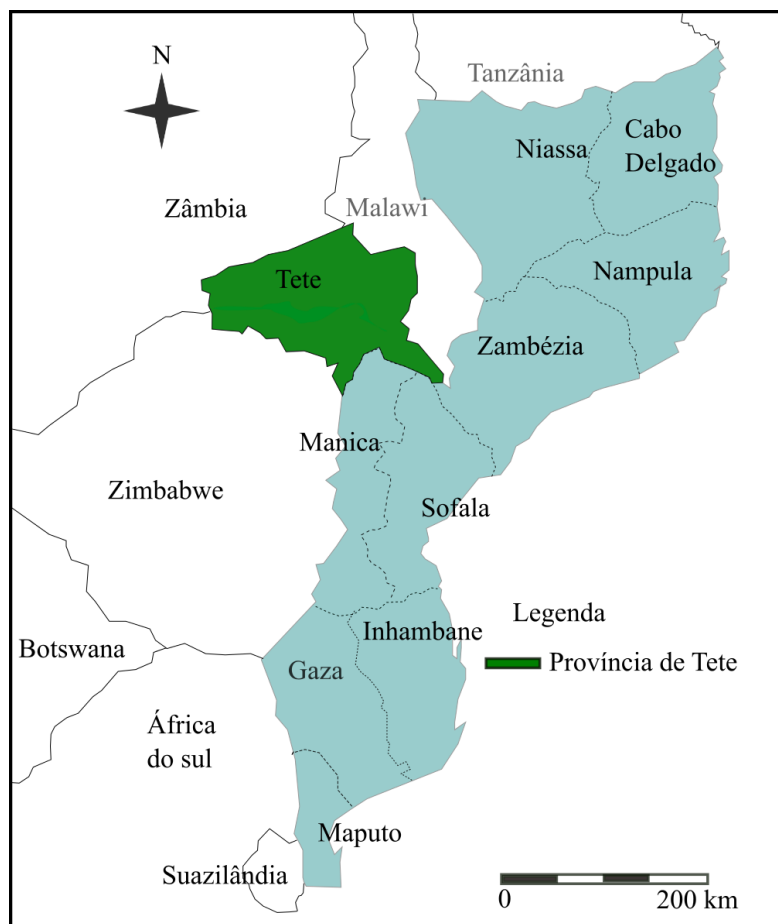 N
Tanzânia
Cabo
Delgado
Niassa
Zâmbia
Malawi
Tete
Nampula
Zambézia
Manica
Zimbabwe
Sofala
Legenda
Inhambane
Botswana
Província de Tete
Gaza
África
do sul
Maputo
Suazilândia
0 200 km